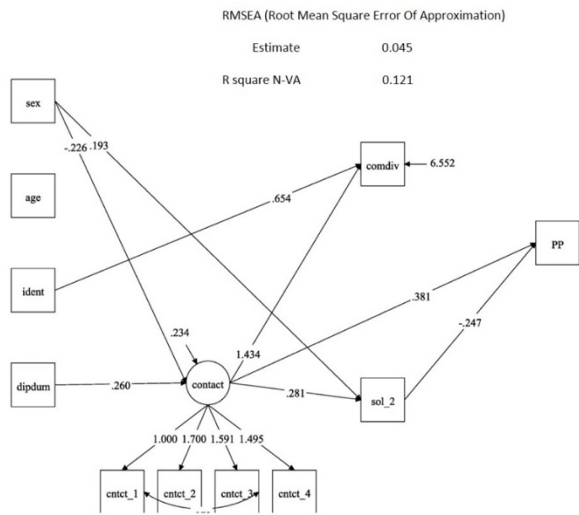 RMSEA (Root Mean Square Error Of Approximation)
Estimate 0.045
R square N-VA 0.121
sex
-.226 .193
comdiv 6.552
age
.654
PP
ident
.381
-.247
.234
1.434
dipdum .260 contact .281 sol_2
1.000 1.700 1.591 1.495
cntct_1 cntct_2 cntct_3 cntct_4